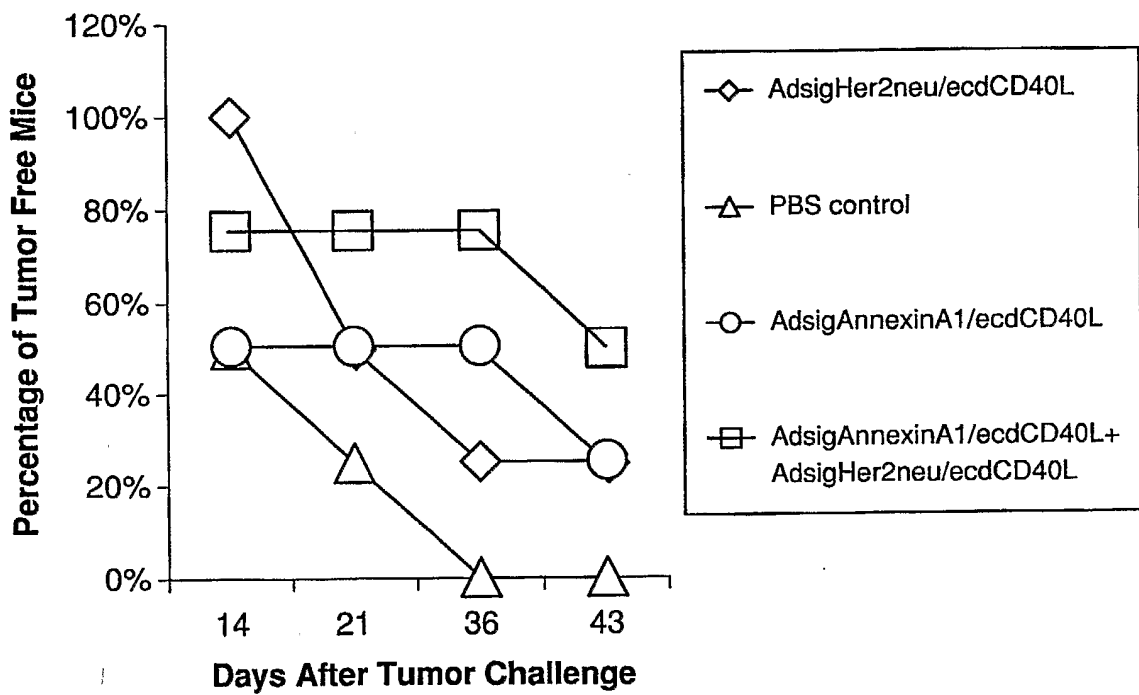 120%
100%
80%
60%
40%
20%
0%
Percentage of Tumor Free Mice
14 21 36 43
Days After Tumor Challenge
AdsigHer2neu/ecdCD40L
PBS control
AdsigAnnexinA1/ecdCD40L
AdsigAnnexinA1/ecdCD40L+
AdsigHer2neu/ecdCD40L